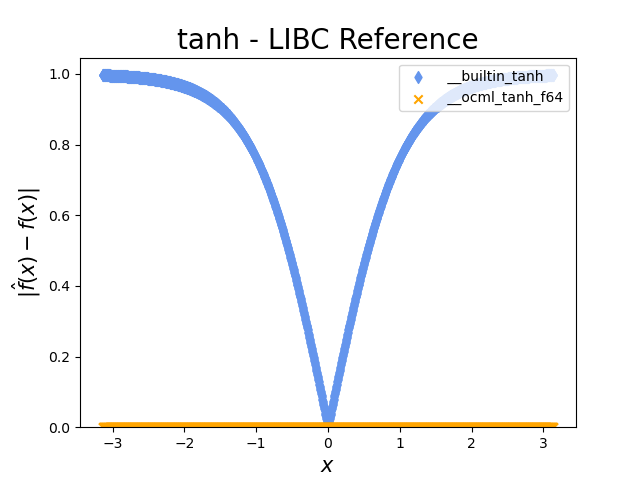 tanh - LIBC Reference
__builtin_tanh
__ocml_tanh_f64
|f̂(x) − f(x)|
1.0
0.8
0.6
0.4
0.2
0.0
−3
−2
−1
0
1
2
3
x